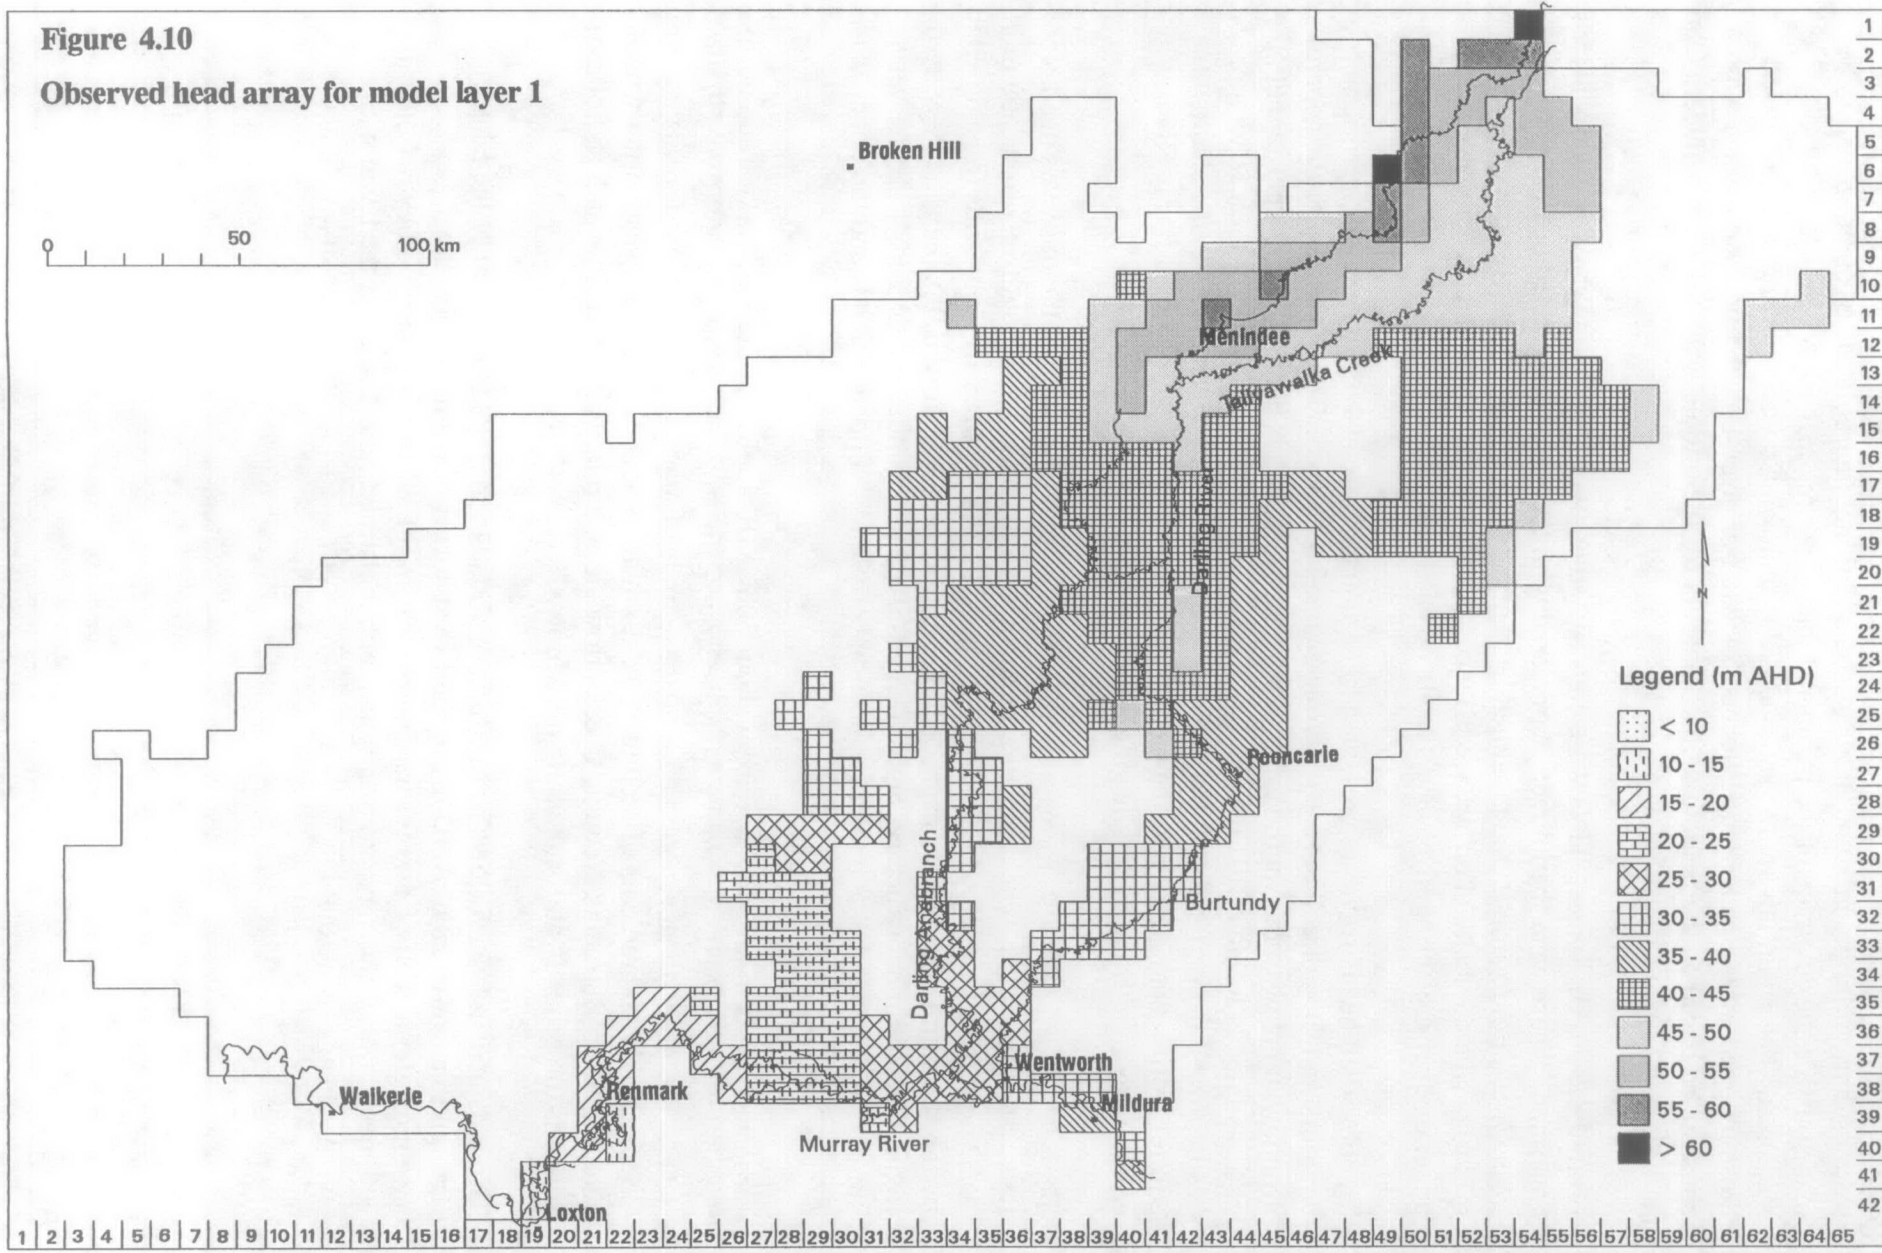 Figure 4.10
Observed head array for model layer 1
Broken Hill
0 50 100 km
Menindee
Tallyawalka Creek
Darling River
N
Pooncarie
Darling Anabranch
Burtundy
Wentworth
Mildura
Renmark
Waikerie
Murray River
Loxton
Legend (m AHD)
< 10
10 - 15
15 - 20
20 - 25
25 - 30
30 - 35
35 - 40
40 - 45
45 - 50
50 - 55
55 - 60
> 60
1
2
3
4
5
6
7
8
9
10
11
12
13
14
15
16
17
18
19
20
21
22
23
24
25
26
27
28
29
30
31
32
33
34
35
36
37
38
39
40
41
42
1 2 3 4 5 6 7 8 9 10 11 12 13 14 15 16 17 18 19 20 21 22 23 24 25 26 27 28 29 30 31 32 33 34 35 36 37 38 39 40 41 42 43 44 45 46 47 48 49 50 51 52 53 54 55 56 57 58 59 60 61 62 63 64 65